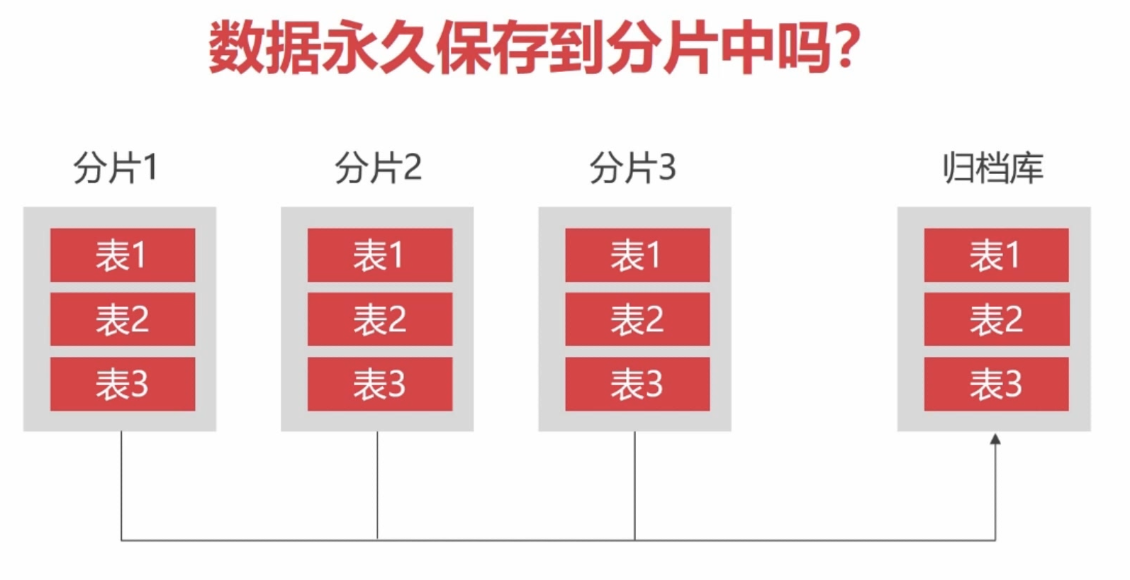 数据永久保存到分片中吗？
分片1 分片2 分片3 归档库
表1 表1 表1 表1
表2 表2 表2 表2
表3 表3 表3 表3